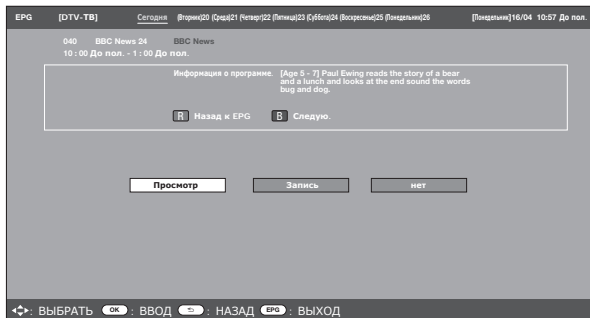 EPG [DTV-TB] Сегодня (Вторник)20 (Среда)21 (Четверг)22 (Пятница)23 (Суббота)24 (Воскресенье)25 (Понедельник)26 [Понедельник]16/04 10:57 До пол.
040 BBC News 24 BBC News
10 : 00 До пол. - 1 : 00 До пол.
Информация о программе. [Age 5 - 7] Paul Ewing reads the story of a bear
and a lunch and looks at the end sound the words
bug and dog.
R Назад к EPG B Следую.
Просмотр Запись нет
: ВЫБРАТЬ OK : ВВОД : НАЗАД EPG : ВЫХОД